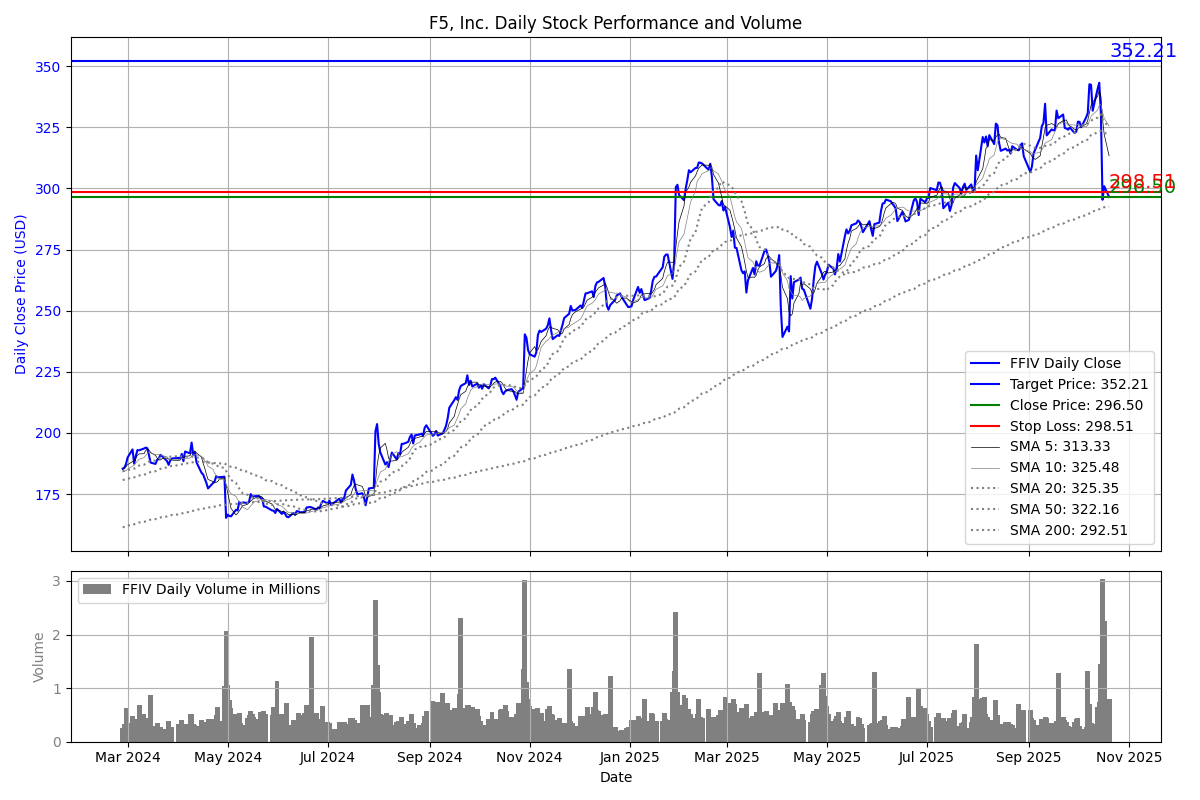 F5, Inc. Daily Stock Performance and Volume
352.21
298.51
296.50
350
325
300
275
250
225
200
175
Daily Close Price (USD)
FFIV Daily Close
Target Price: 352.21
Close Price: 296.50
Stop Loss: 298.51
SMA 5: 313.33
SMA 10: 325.48
SMA 20: 325.35
SMA 50: 322.16
SMA 200: 292.51
FFIV Daily Volume in Millions
3
2
1
0
Volume
Mar 2024 May 2024 Jul 2024 Sep 2024 Nov 2024 Jan 2025 Mar 2025 May 2025 Jul 2025 Sep 2025 Nov 2025
Date